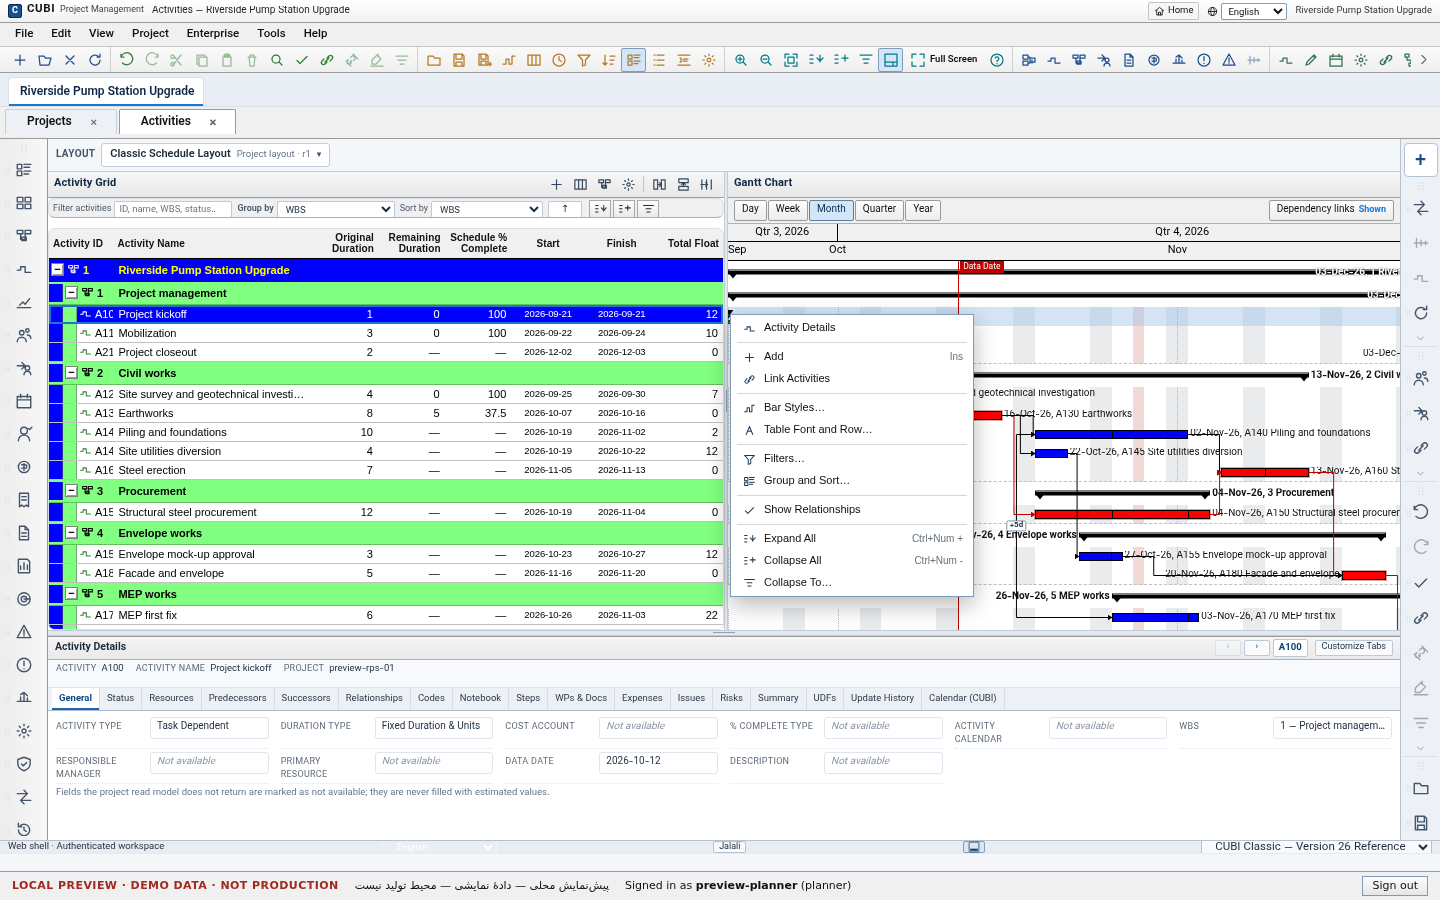 C CUBI Project Management Activities — Riverside Pump Station Upgrade Home English Riverside Pump Station Upgrade
File Edit View Project Enterprise Tools Help
Full Screen
Riverside Pump Station Upgrade
Projects × Activities ×
LAYOUT Classic Schedule Layout Project layout · r1
Activity Grid Gantt Chart
Filter activities ID, name, WBS, status.. Group by WBS Sort by WBS ↑ Day Week Month Quarter Year Dependency links Shown
Activity ID Activity Name Original Duration Remaining Duration Schedule % Complete Start Finish Total Float
Qtr 3, 2026 Qtr 4, 2026
Sep Oct Nov
Data Date
1 Riverside Pump Station Upgrade 03-Dec-26, 1 River
1 Project management 03-Dec
A10 Project kickoff 1 0 100 2026-09-21 2026-09-21 12
A11 Mobilization 3 0 100 2026-09-22 2026-09-24 10
A21 Project closeout 2 — — 2026-12-02 2026-12-03 0 03-Dec-
2 Civil works 13-Nov-26, 2 Civil w
A12 Site survey and geotechnical investi... 4 0 100 2026-09-25 2026-09-30 7 geotechnical investigation
A13 Earthworks 8 5 37.5 2026-10-07 2026-10-16 0 16-Oct-26, A130 Earthworks
A14 Piling and foundations 10 — — 2026-10-19 2026-11-02 2 02-Nov-26, A140 Piling and foundations
A14 Site utilities diversion 4 — — 2026-10-19 2026-10-22 12 22-Oct-26, A145 Site utilities diversion
A16 Steel erection 7 — — 2026-11-05 2026-11-13 0 13-Nov-26, A160 St
3 Procurement 04-Nov-26, 3 Procurement
A15 Structural steel procurement 12 — — 2026-10-19 2026-11-04 0 04-Nov-26, A150 Structural steel procurer
+5d
4 Envelope works v-26, 4 Envelope works
A15 Envelope mock-up approval 3 — — 2026-10-23 2026-10-27 12 27-Oct-26, A155 Envelope mock-up approval
A18 Facade and envelope 5 — — 2026-11-16 2026-11-20 0 20-Nov-26, A180 Facade and envelope
5 MEP works 26-Nov-26, 5 MEP works
A17 MEP first fix 6 — — 2026-10-26 2026-11-03 22 03-Nov-26, A170 MEP first fix
Activity Details
Add Ins
Link Activities
Bar Styles…
Table Font and Row…
Filters…
Group and Sort…
Show Relationships
Expand All Ctrl+Num +
Collapse All Ctrl+Num -
Collapse To…
Activity Details ‹ › A100 Customize Tabs
ACTIVITY A100 ACTIVITY NAME Project kickoff PROJECT preview-rps-01
General Status Resources Predecessors Successors Relationships Codes Notebook Steps WPs & Docs Expenses Issues Risks Summary UDFs Update History Calendar (CUBI)
ACTIVITY TYPE Task Dependent DURATION TYPE Fixed Duration & Units COST ACCOUNT Not available % COMPLETE TYPE Not available ACTIVITY CALENDAR Not available WBS 1 — Project managem...
RESPONSIBLE MANAGER Not available PRIMARY RESOURCE Not available DATA DATE 2026-10-12 DESCRIPTION Not available
Fields the project read model does not return are marked as not available; they are never filled with estimated values.
Web shell · Authenticated workspace English Jalali CUBI Classic — Version 26 Reference
LOCAL PREVIEW · DEMO DATA · NOT PRODUCTION پیش‌نمایش محلی — دادهٔ نمایشی — محیط تولید نیست Signed in as preview-planner (planner) Sign out